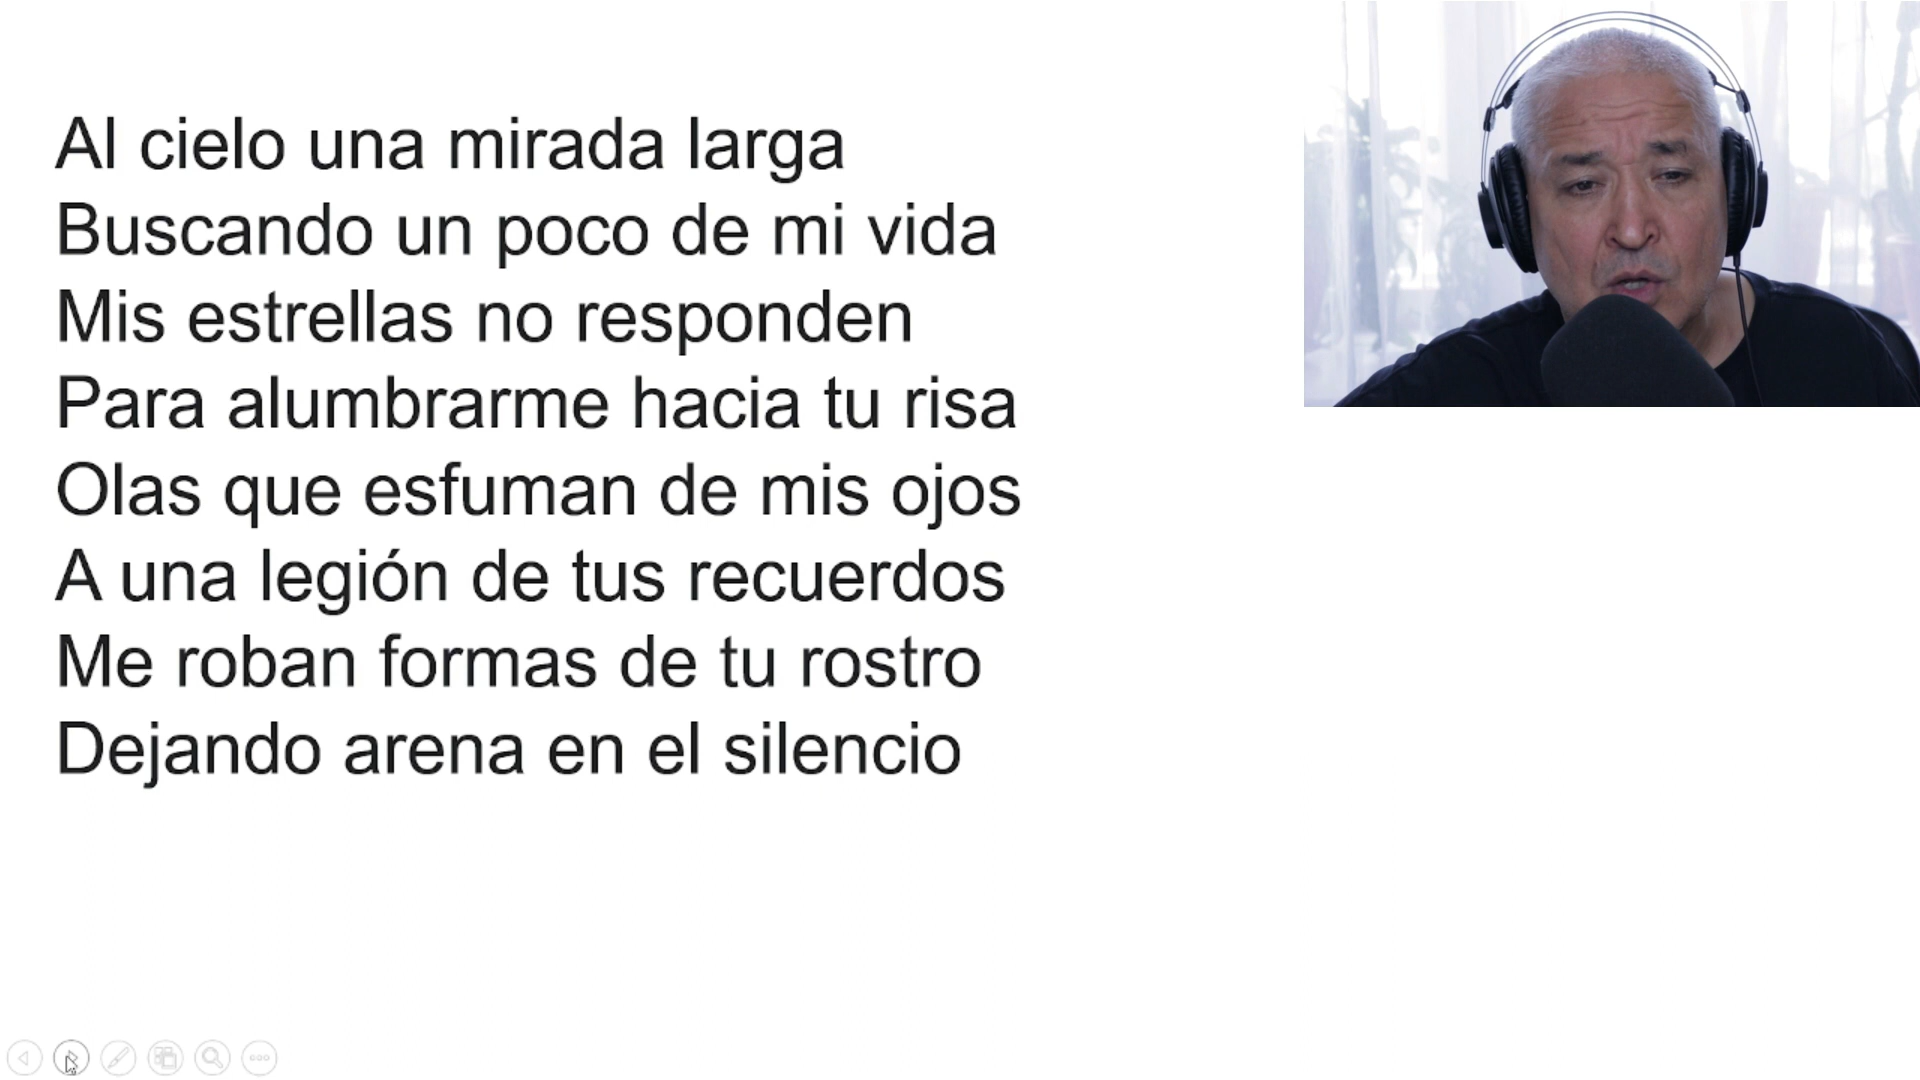 Al cielo una mirada larga
Buscando un poco de mi vida
Mis estrellas no responden
Para alumbrarme hacia tu risa
Olas que esfuman de mis ojos
A una legión de tus recuerdos
Me roban formas de tu rostro
Dejando arena en el silencio